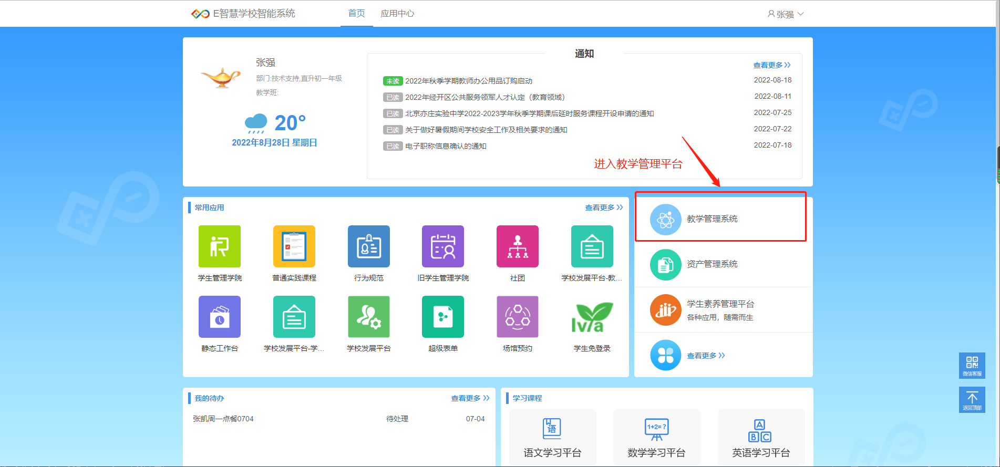 E智慧学校智能系统
首页
应用中心
张强
张强
部门:技术支持,直升初一年级
教学班:
20°
2022年8月28日 星期日
通知
查看更多
未读 2022年秋季学期教师办公用品订购启动 2022-08-18
已读 2022年经开区公共服务领军人才认定（教育领域） 2022-08-11
已读 北京亦庄实验中学2022-2023学年秋季学期课后延时服务课程开设申请的通知 2022-07-25
已读 关于做好暑假期间学校安全工作及相关要求的通知 2022-07-22
已读 电子职称信息确认的通知 2022-07-18
进入教学管理平台
常用应用
查看更多
学生管理学院
普通实践课程
行为规范
旧学生管理学院
社团
学校发展平台-教...
lvya
静态工作台
学校发展平台-学...
学校发展平台
超级表单
场馆预约
学生免登录
教学管理系统
资产管理系统
学生素养管理平台
各种应用，随需而生
查看更多
微信客服
返回顶部
我的待办
查看更多
张凯周一点餐0704 待处理 07-04
学习课程
语
语文学习平台
1+2=?
数学学习平台
A
B C
英语学习平台